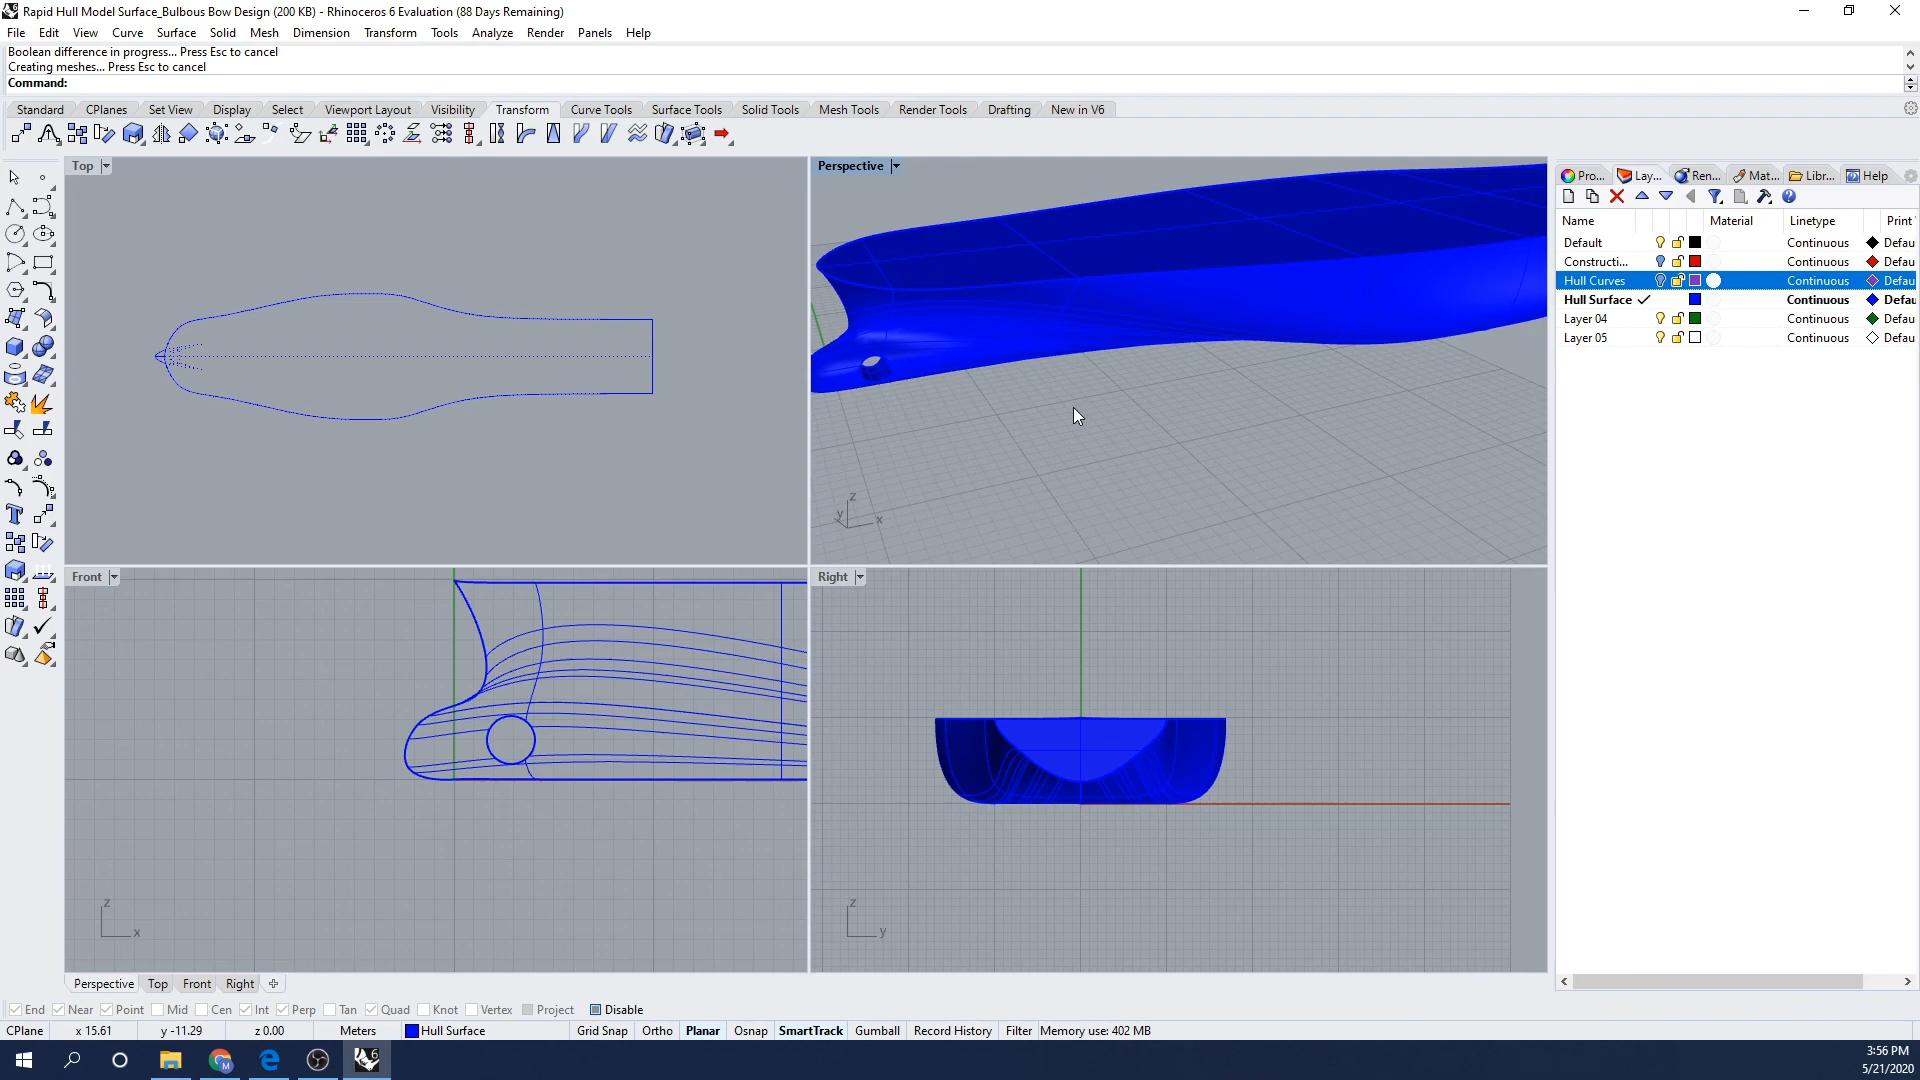 Rapid Hull Model Surface_Bulbous Bow Design (200 KB) - Rhinoceros 6 Evaluation (88 Days Remaining)
File Edit View Curve Surface Solid Mesh Dimension Transform Tools Analyze Render Panels Help
Boolean difference in progress... Press Esc to cancel
Creating meshes... Press Esc to cancel
Command:
Standard CPlanes Set View Display Select Viewport Layout Visibility Transform Curve Tools Surface Tools Solid Tools Mesh Tools Render Tools Drafting New in V6
Top
Perspective
Pro... Lay... Ren... Mat... Libr... Help
Name Material Linetype Print
Default Continuous Defau
Constructi... Continuous Defau
Hull Curves Continuous Defau
Hull Surface Continuous Defau
Layer 04 Continuous Defau
Layer 05 Continuous Defau
z
y
x
Front
Right
z
x
z
y
Perspective Top Front Right
End Near Point Mid Cen Int Perp Tan Quad Knot Vertex Project Disable
CPlane x 15.61 y -11.29 z 0.00 Meters Hull Surface Grid Snap Ortho Planar Osnap SmartTrack Gumball Record History Filter Memory use: 402 MB
M
6
3:56 PM
5/21/2020